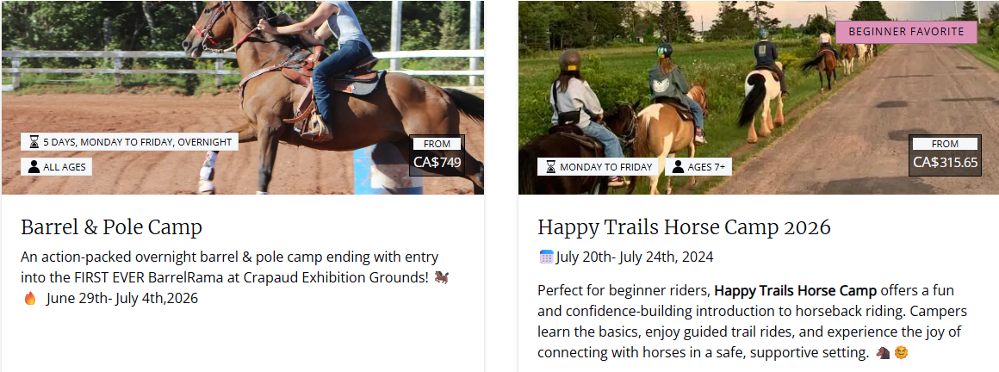 5 DAYS, MONDAY TO FRIDAY, OVERNIGHT
ALL AGES
FROM
CA$749
Barrel & Pole Camp
An action-packed overnight barrel & pole camp ending with entry
into the FIRST EVER BarrelRama at Crapaud Exhibition Grounds! 🐎
🔥 June 29th- July 4th,2026
BEGINNER FAVORITE
MONDAY TO FRIDAY
AGES 7+
FROM
CA$315.65
Happy Trails Horse Camp 2026
📅July 20th- July 24th, 2024
Perfect for beginner riders, Happy Trails Horse Camp offers a fun
and confidence-building introduction to horseback riding. Campers
learn the basics, enjoy guided trail rides, and experience the joy of
connecting with horses in a safe, supportive setting. 🐴🌞